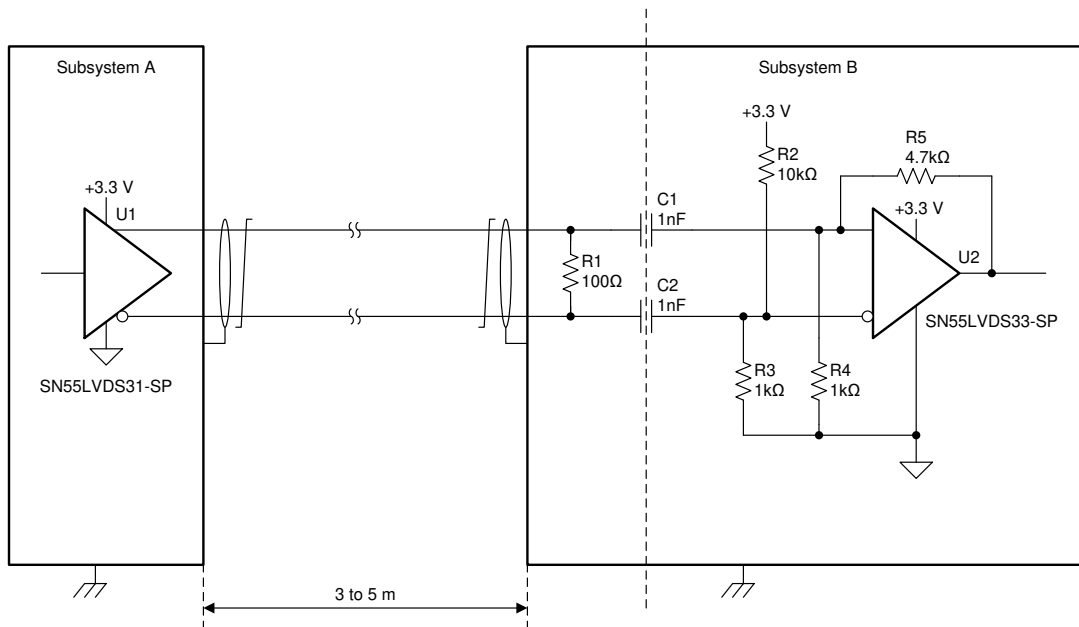 Subsystem A
Subsystem B
+3.3 V
R2
10kΩ
R5
4.7kΩ
+3.3 V
U1
C1
1nF
+3.3 V
R1
100Ω
U2
C2
1nF
SN55LVDS33-SP
SN55LVDS31-SP
R3
1kΩ
R4
1kΩ
3 to 5 m